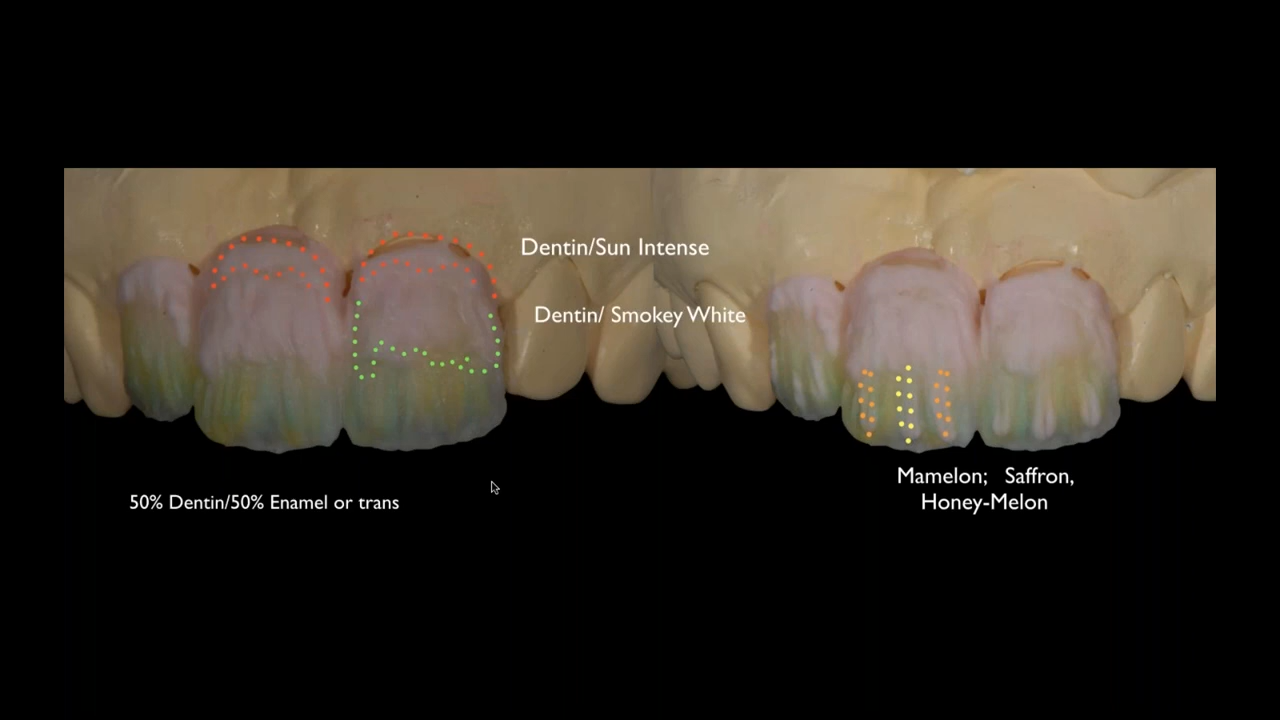 Dentin/Sun Intense
Dentin/ Smokey White
Mamelon;   Saffron,
Honey-Melon
50% Dentin/50% Enamel or trans